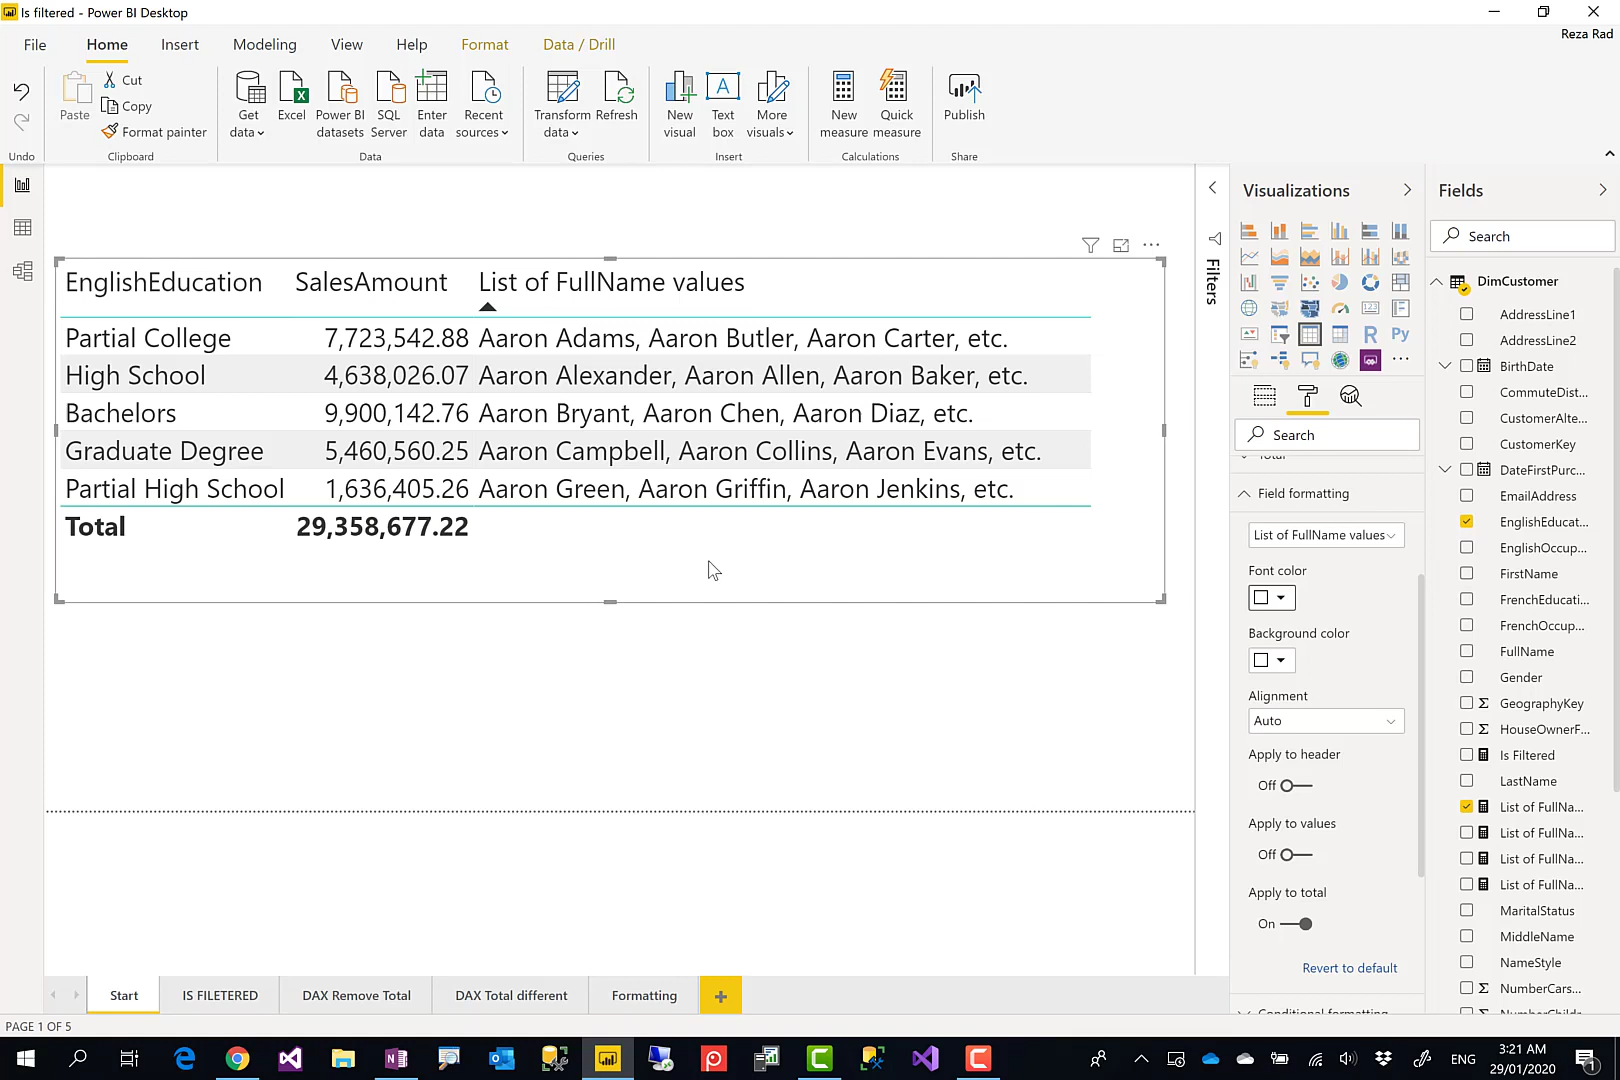 Is filtered - Power BI Desktop
Reza Rad
File Home Insert Modeling View Help Format Data / Drill
Paste
Cut
Copy
Format painter
Get data
Excel
Power BI datasets
SQL Server
Enter data
Recent sources
Transform data
Refresh
New visual
Text box
More visuals
New measure
Quick measure
Publish
Undo Clipboard Data Queries Insert Calculations Share
EnglishEducation SalesAmount List of FullName values
Partial College 7,723,542.88 Aaron Adams, Aaron Butler, Aaron Carter, etc.
High School 4,638,026.07 Aaron Alexander, Aaron Allen, Aaron Baker, etc.
Bachelors 9,900,142.76 Aaron Bryant, Aaron Chen, Aaron Diaz, etc.
Graduate Degree 5,460,560.25 Aaron Campbell, Aaron Collins, Aaron Evans, etc.
Partial High School 1,636,405.26 Aaron Green, Aaron Griffin, Aaron Jenkins, etc.
Total 29,358,677.22
Filters
Visualizations
R Py
Search
Total
Field formatting
List of FullName values
Font color
Background color
Alignment
Auto
Apply to header
Off
Apply to values
Off
Apply to total
On
Revert to default
Conditional formatting
Fields
Search
DimCustomer
AddressLine1
AddressLine2
BirthDate
CommuteDist...
CustomerAlte...
CustomerKey
DateFirstPurc...
EmailAddress
EnglishEducat...
EnglishOccup...
FirstName
FrenchEducati...
FrenchOccup...
FullName
Gender
GeographyKey
HouseOwnerF...
Is Filtered
LastName
List of FullNa...
List of FullNa...
List of FullNa...
List of FullNa...
MaritalStatus
MiddleName
NameStyle
NumberCars...
NumberChildr...
Start IS FILETERED DAX Remove Total DAX Total different Formatting
PAGE 1 OF 5
ENG
3:21 AM
29/01/2020
1